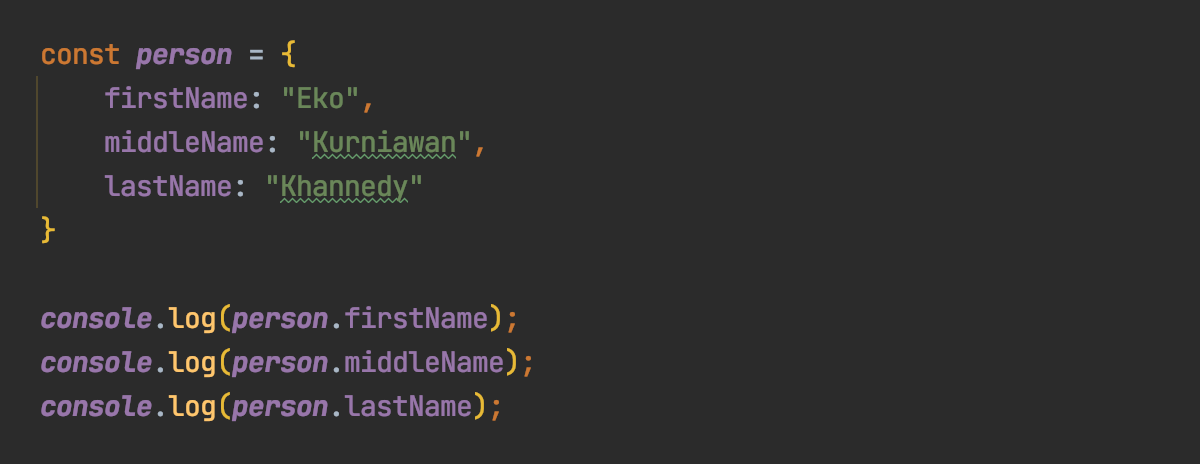 const person = {
    firstName: "Eko",
    middleName: "Kurniawan",
    lastName: "Khannedy"
}

console.log(person.firstName);
console.log(person.middleName);
console.log(person.lastName);